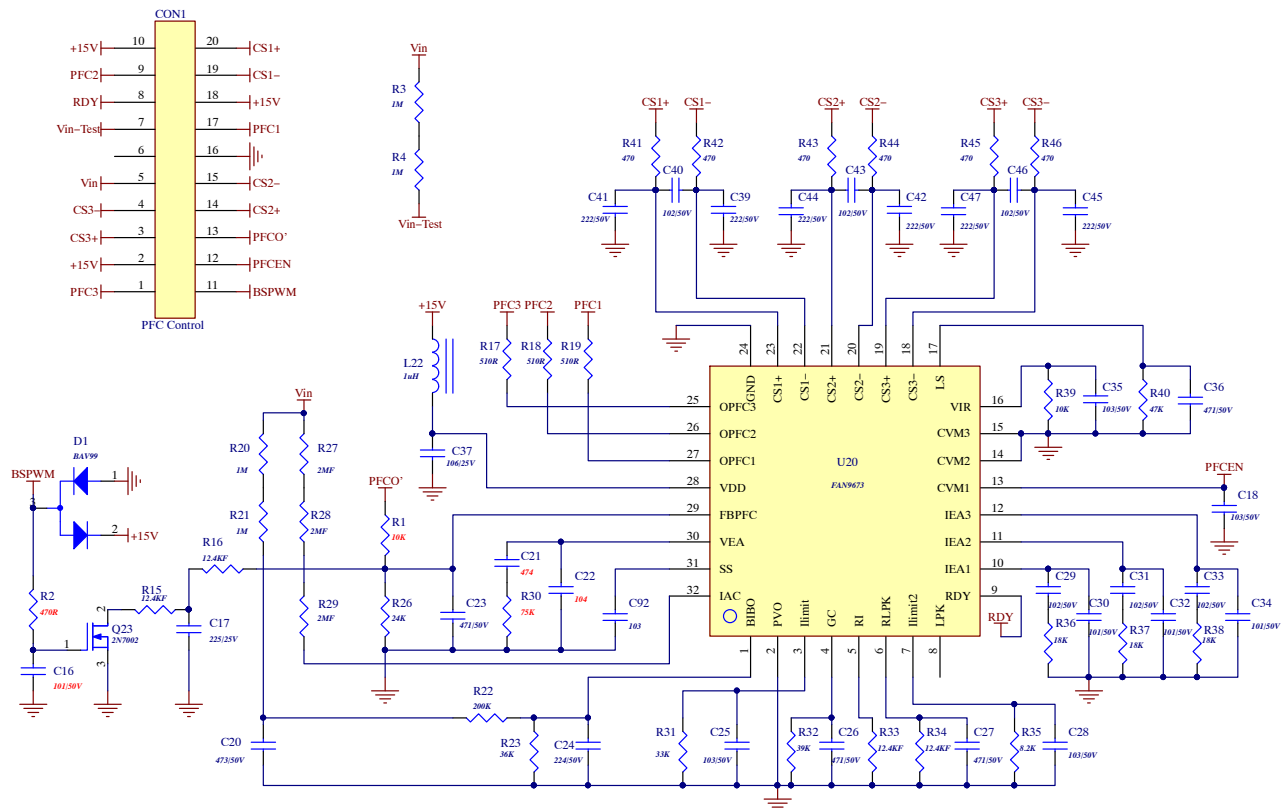 CON1
+15V 10 20 CS1+
PFC2 9 19 CS1-
RDY 8 18 +15V
Vin-Test 7 17 PFC1
6 16
Vin 5 15 CS2-
CS3- 4 14 CS2+
CS3+ 3 13 PFCO'
+15V 2 12 PFCEN
PFC3 1 11 BSPWM
PFC Control
Vin
R3
1M
R4
1M
Vin-Test
CS1+ CS1- CS2+ CS2- CS3+ CS3-
R41 R42 R43 R44 R45 R46
470 470 470 470 470 470
C40 C43 C46
102/50V 102/50V 102/50V
C41 C39 C44 C42 C47 C45
222/50V 222/50V 222/50V 222/50V 222/50V 222/50V
+15V
L22
1uH
C37
106/25V
PFC3 PFC2 PFC1
R17 R18 R19
510R 510R 510R
24 23 22 21 20 19 18 17
GND CS1+ CS1- CS2+ CS2- CS3+ CS3- LS
25 OPFC3
26 OPFC2
27 OPFC1
28 VDD
29 FBPFC
30 VEA
31 SS
32 IAC
U20
FAN9673
VIR 16
CVM3 15
CVM2 14
CVM1 13
IEA3 12
IEA2 11
IEA1 10
RDY 9
BIBO PVO Ilimit GC RI RLPK Ilimit2 LPK
1 2 3 4 5 6 7 8
R39
10K
C35
103/50V
R40
47K
C36
471/50V
PFCEN
C18
103/50V
RDY
C29
102/50V
C30
101/50V
R36
18K
C31
102/50V
C32
101/50V
R37
18K
C33
102/50V
C34
101/50V
R38
18K
D1
BAV99
BSPWM
1
3
2
+15V
R2
470R
C16
101/50V
Q23
2N7002
1
2
3
R15
12.4KF
R16
12.4KF
C17
225/25V
Vin
R20
1M
R21
1M
R27
2MF
R28
2MF
R29
2MF
PFCO'
R1
10K
R26
24K
C23
471/50V
C21
474
R30
75K
C22
104
C92
103
C20
473/50V
R22
200K
R23
36K
C24
224/50V
R31
33K
C25
103/50V
R32
39K
C26
471/50V
R33
12.4KF
R34
12.4KF
C27
471/50V
R35
8.2K
C28
103/50V